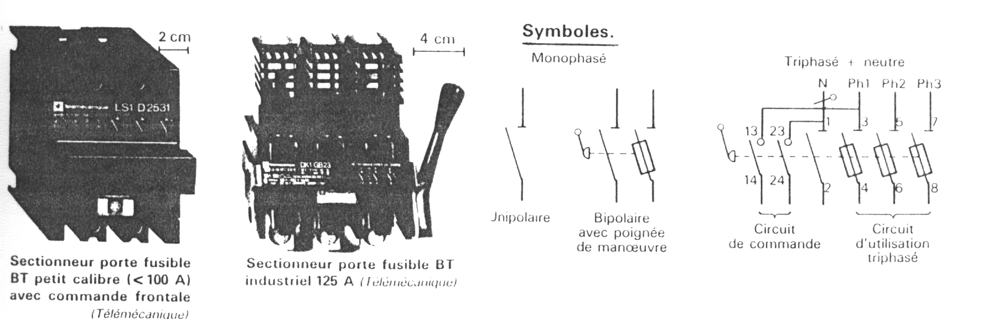 2 cm
Télémécanique LS1 D2531
Sectionneur porte fusible
BT petit calibre (< 100 A)
avec commande frontale
(Télémécanique)
4 cm
DK1 GB23
Sectionneur porte fusible BT
industriel 125 A (Télémécanique)
Symboles.
Monophasé
Jnipolaire
Bipolaire
avec poignée
de manœuvre
Triphasé + neutre
N Ph1 Ph2 Ph3
13 23 1 3 5 7
14 24 2 4 6 8
Circuit
de commande
Circuit
d'utilisation
triphasé